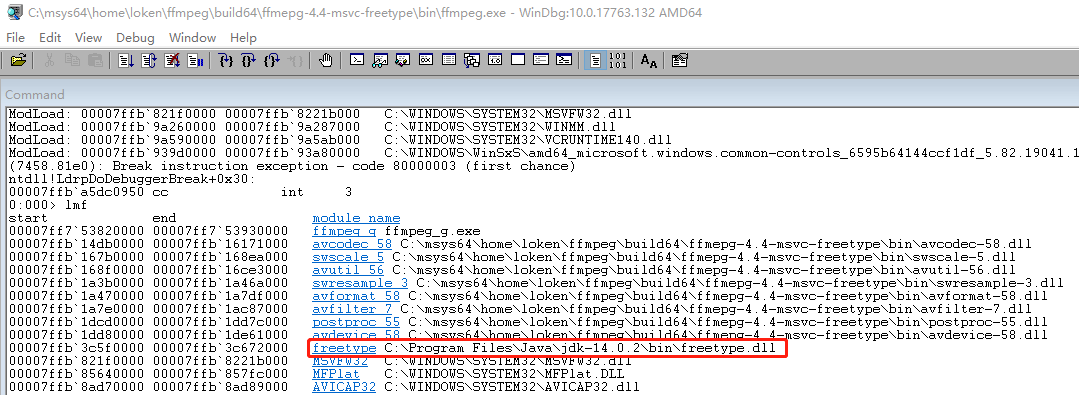 C:\msys64\home\loken\ffmpeg\build64\ffmepg-4.4-msvc-freetype\bin\ffmpeg.exe - WinDbg:10.0.17763.132 AMD64
File Edit View Debug Window Help
Command
ModLoad: 00007ffb`821f0000 00007ffb`8221b000   C:\WINDOWS\SYSTEM32\MSVFW32.dll
ModLoad: 00007ffb`9a260000 00007ffb`9a287000   C:\WINDOWS\SYSTEM32\WINMM.dll
ModLoad: 00007ffb`9a590000 00007ffb`9a5ab000   C:\WINDOWS\SYSTEM32\VCRUNTIME140.dll
ModLoad: 00007ffb`939d0000 00007ffb`93a80000   C:\WINDOWS\WinSxS\amd64_microsoft.windows.common-controls_6595b64144ccf1df_5.82.19041.1
(7458.81e0): Break instruction exception - code 80000003 (first chance)
ntdll!LdrpDoDebuggerBreak+0x30:
00007ffb`a5dc0950 cc              int     3
0:000> lmf
start             end                 module name
00007ff7`53820000 00007ff7`53930000   ffmpeg_g ffmpeg_g.exe
00007ffb`14db0000 00007ffb`16171000   avcodec_58 C:\msys64\home\loken\ffmpeg\build64\ffmepg-4.4-msvc-freetype\bin\avcodec-58.dll
00007ffb`167b0000 00007ffb`168ea000   swscale_5 C:\msys64\home\loken\ffmpeg\build64\ffmepg-4.4-msvc-freetype\bin\swscale-5.dll
00007ffb`168f0000 00007ffb`16ce3000   avutil_56 C:\msys64\home\loken\ffmpeg\build64\ffmepg-4.4-msvc-freetype\bin\avutil-56.dll
00007ffb`1a3b0000 00007ffb`1a46a000   swresample_3 C:\msys64\home\loken\ffmpeg\build64\ffmepg-4.4-msvc-freetype\bin\swresample-3.dll
00007ffb`1a470000 00007ffb`1a7df000   avformat_58 C:\msys64\home\loken\ffmpeg\build64\ffmepg-4.4-msvc-freetype\bin\avformat-58.dll
00007ffb`1a7e0000 00007ffb`1ac87000   avfilter_7 C:\msys64\home\loken\ffmpeg\build64\ffmepg-4.4-msvc-freetype\bin\avfilter-7.dll
00007ffb`1dcd0000 00007ffb`1dd7c000   postproc_55 C:\msys64\home\loken\ffmpeg\build64\ffmepg-4.4-msvc-freetype\bin\postproc-55.dll
00007ffb`1dd80000 00007ffb`1de61000   avdevice_58 C:\msys64\home\loken\ffmpeg\build64\ffmepg-4.4-msvc-freetype\bin\avdevice-58.dll
00007ffb`3c5f0000 00007ffb`3c672000   freetype C:\Program Files\Java\jdk-14.0.2\bin\freetype.dll
00007ffb`821f0000 00007ffb`8221b000   MSVFW32 C:\WINDOWS\SYSTEM32\MSVFW32.dll
00007ffb`85640000 00007ffb`857fc000   MFPlat C:\WINDOWS\SYSTEM32\MFPlat.DLL
00007ffb`8ad70000 00007ffb`8ad89000   AVICAP32 C:\WINDOWS\SYSTEM32\AVICAP32.dll